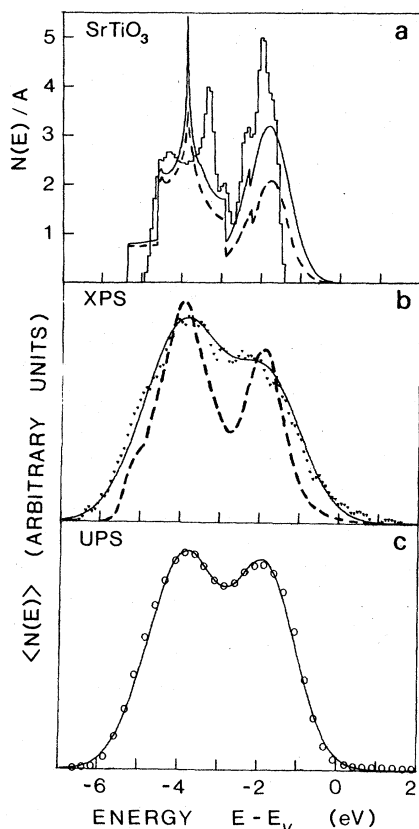 SrTiO₃
a
5
4
3
2
1
N(E)/A
XPS
b
UPS
c
<N(E)> (ARBITRARY UNITS)
-6 -4 -2 0 2
ENERGY E-Eᵥ (eV)